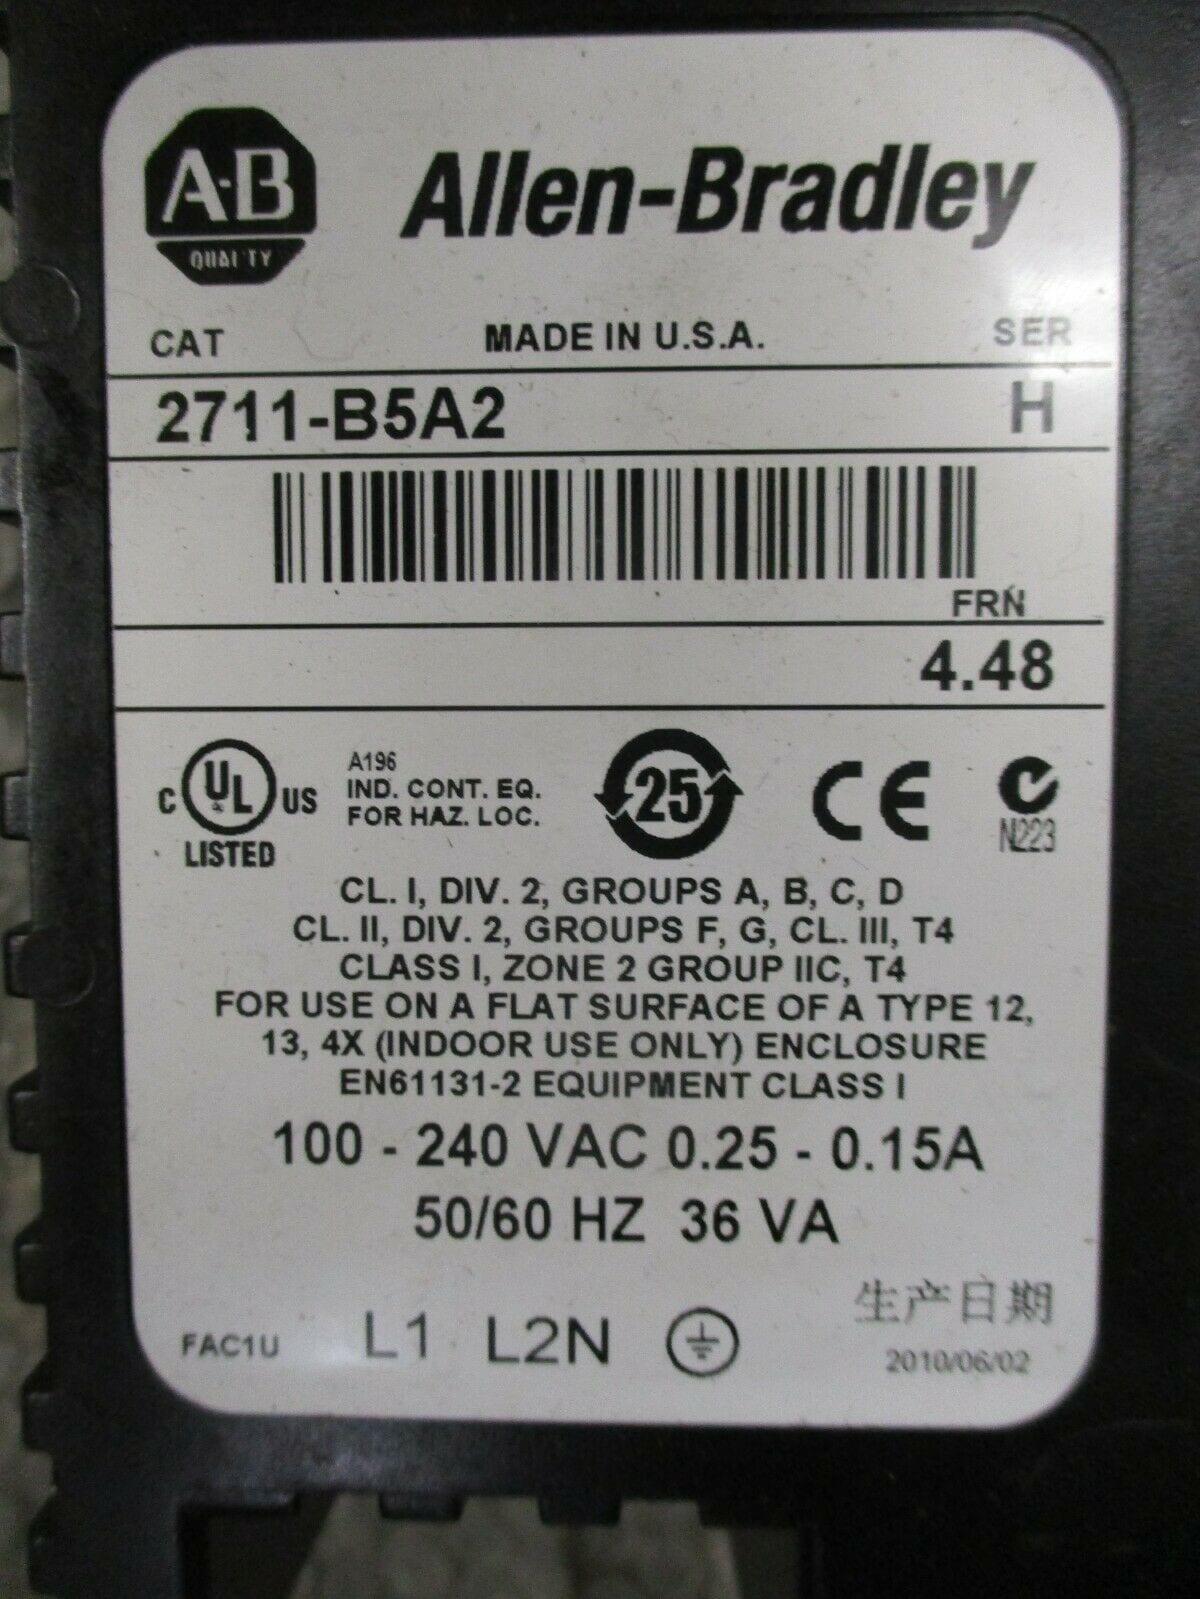 A-B
QUALITY
Allen-Bradley
CAT MADE IN U.S.A. SER
2711-B5A2 H
FRN
4.48
C UL US
LISTED
A196
IND. CONT. EQ.
FOR HAZ. LOC.
25
CE
N223
CL. I, DIV. 2, GROUPS A, B, C, D
CL. II, DIV. 2, GROUPS F, G, CL. III, T4
CLASS I, ZONE 2 GROUP IIC, T4
FOR USE ON A FLAT SURFACE OF A TYPE 12,
13, 4X (INDOOR USE ONLY) ENCLOSURE
EN61131-2 EQUIPMENT CLASS I
100 - 240 VAC 0.25 - 0.15A
50/60 HZ 36 VA
生产日期
FAC1U L1 L2N 2010/06/02